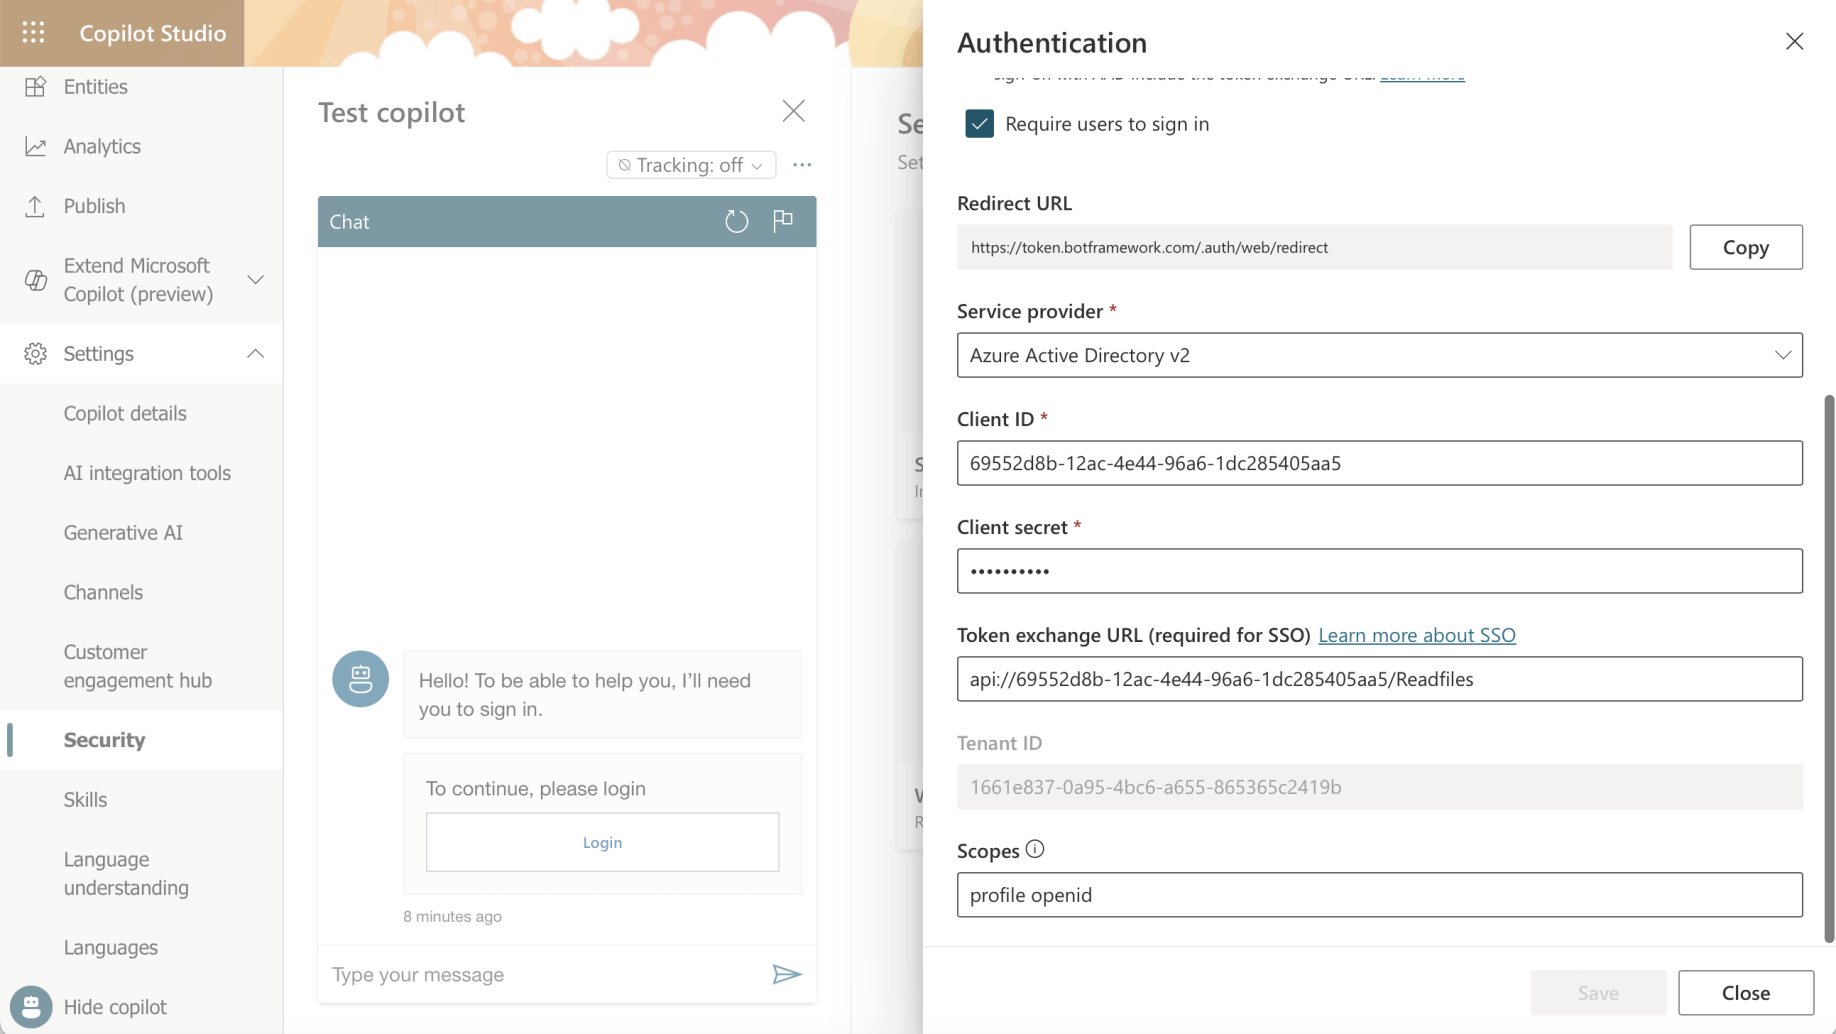 Copilot Studio
Entities
Analytics
Publish
Extend Microsoft
Copilot (preview)
Settings
Copilot details
AI integration tools
Generative AI
Channels
Customer
engagement hub
Security
Skills
Language
understanding
Languages
Hide copilot
Test copilot
Tracking: off
Chat
Hello! To be able to help you, I’ll need
you to sign in.
To continue, please login
Login
8 minutes ago
Type your message
Se
Set
Authentication
Learn more
Require users to sign in
Redirect URL
https://token.botframework.com/.auth/web/redirect
Copy
Service provider *
Azure Active Directory v2
Client ID *
69552d8b-12ac-4e44-96a6-1dc285405aa5
Client secret *
••••••••••
Token exchange URL (required for SSO) Learn more about SSO
api://69552d8b-12ac-4e44-96a6-1dc285405aa5/Readfiles
Tenant ID
1661e837-0a95-4bc6-a655-865365c2419b
Scopes
profile openid
Save
Close